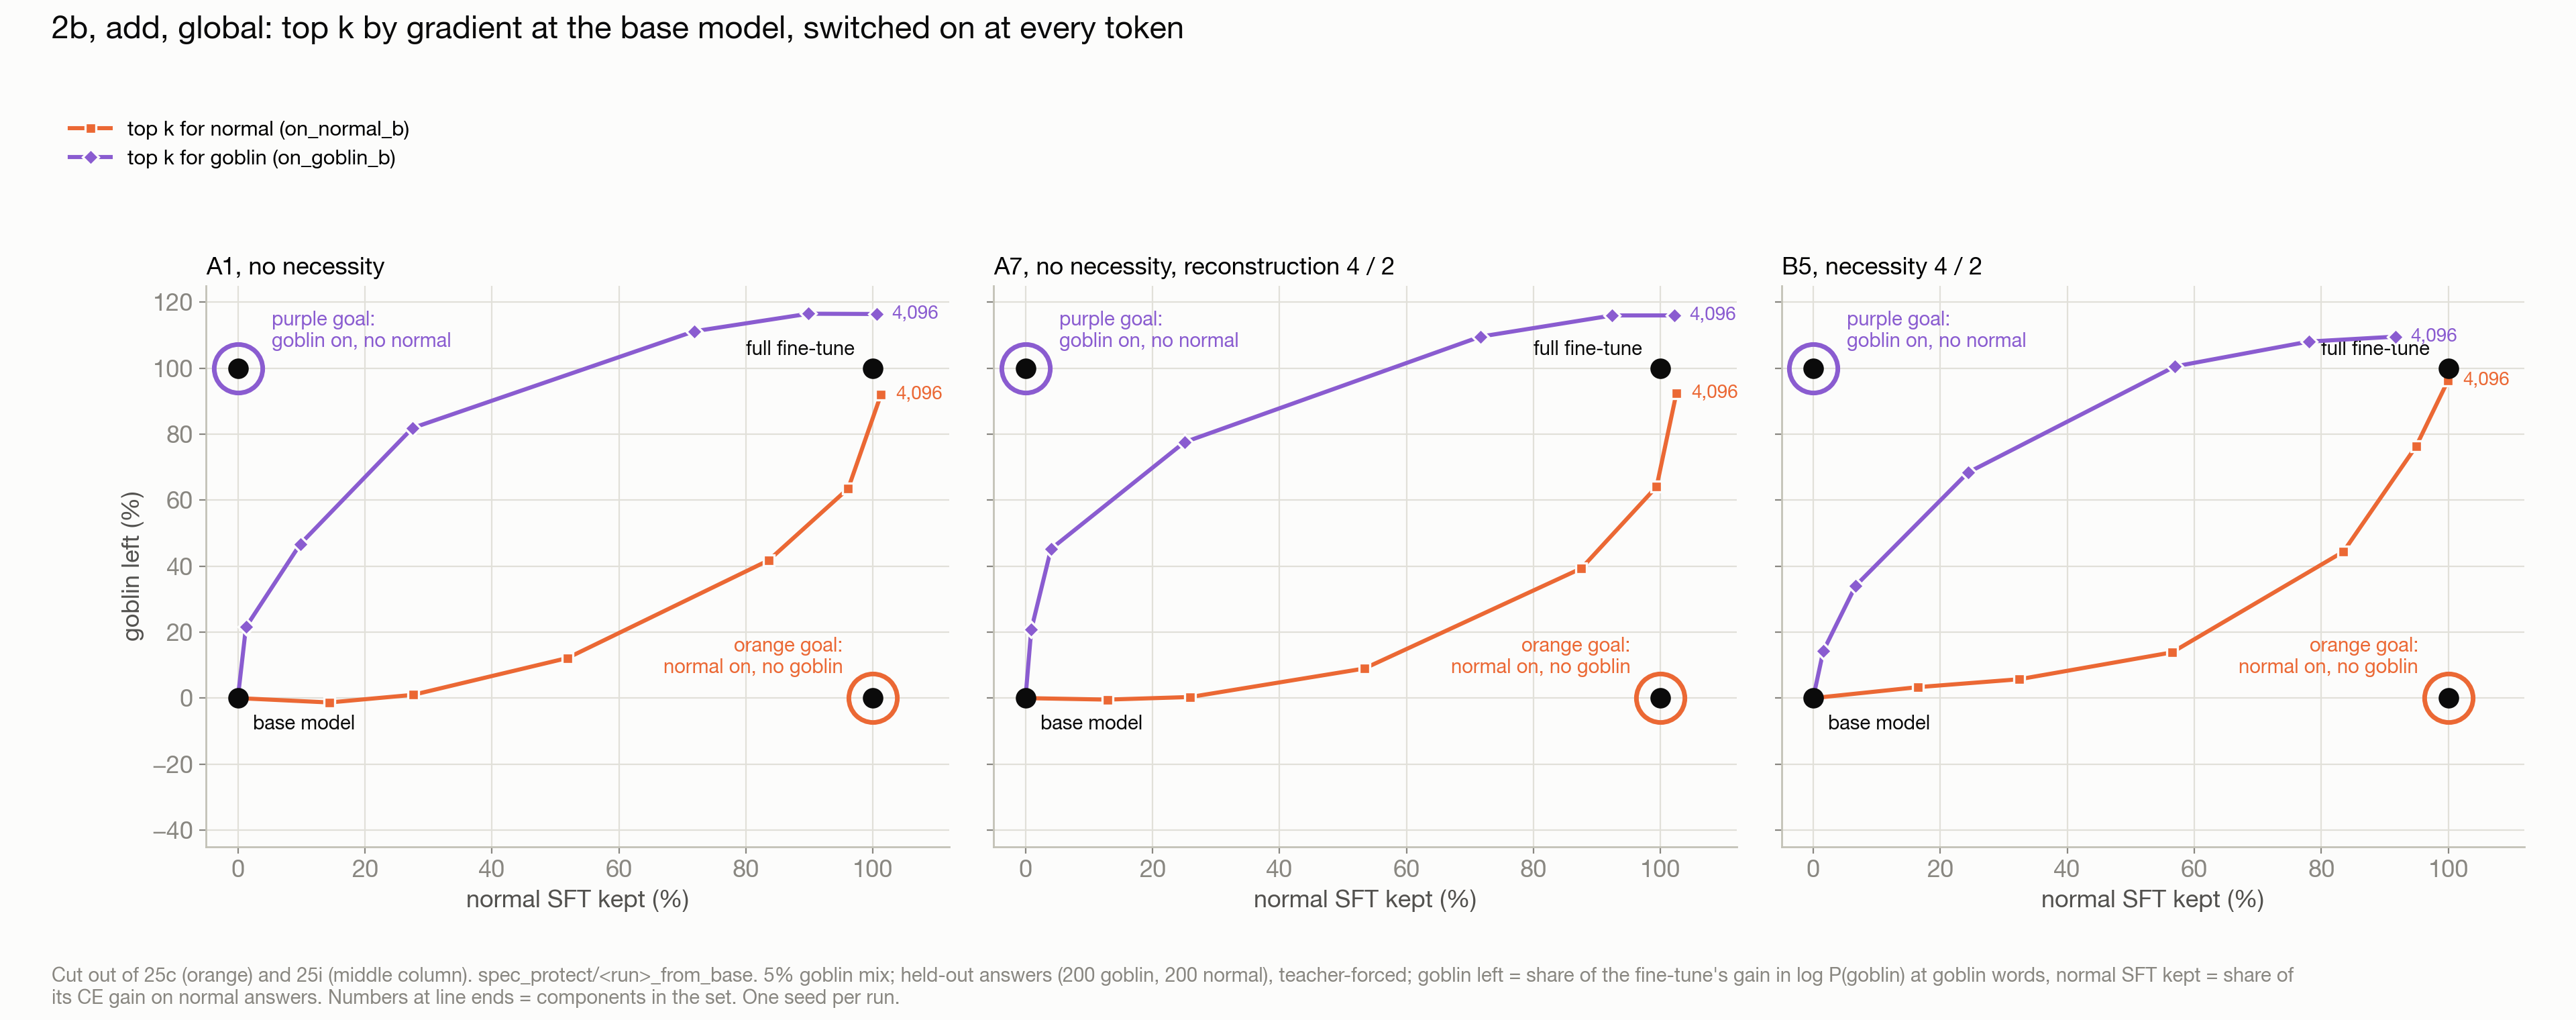 2b, add, global: top k by gradient at the base model, switched on at every token
top k for normal (on_normal_b)
top k for goblin (on_goblin_b)
A1, no necessity
120
100
80
60
40
20
0
−20
−40
goblin left (%)
purple goal:
goblin on, no normal
4,096
full fine-tune
4,096
orange goal:
normal on, no goblin
base model
0
20
40
60
80
100
normal SFT kept (%)
A7, no necessity, reconstruction 4 / 2
purple goal:
goblin on, no normal
4,096
full fine-tune
4,096
orange goal:
normal on, no goblin
base model
0
20
40
60
80
100
normal SFT kept (%)
B5, necessity 4 / 2
purple goal:
goblin on, no normal
4,096
full fine-tune
4,096
orange goal:
normal on, no goblin
base model
0
20
40
60
80
100
normal SFT kept (%)
Cut out of 25c (orange) and 25i (middle column). spec_protect/<run>_from_base. 5% goblin mix; held-out answers (200 goblin, 200 normal), teacher-forced; goblin left = share of the fine-tune's gain in log P(goblin) at goblin words, normal SFT kept = share of
its CE gain on normal answers. Numbers at line ends = components in the set. One seed per run.